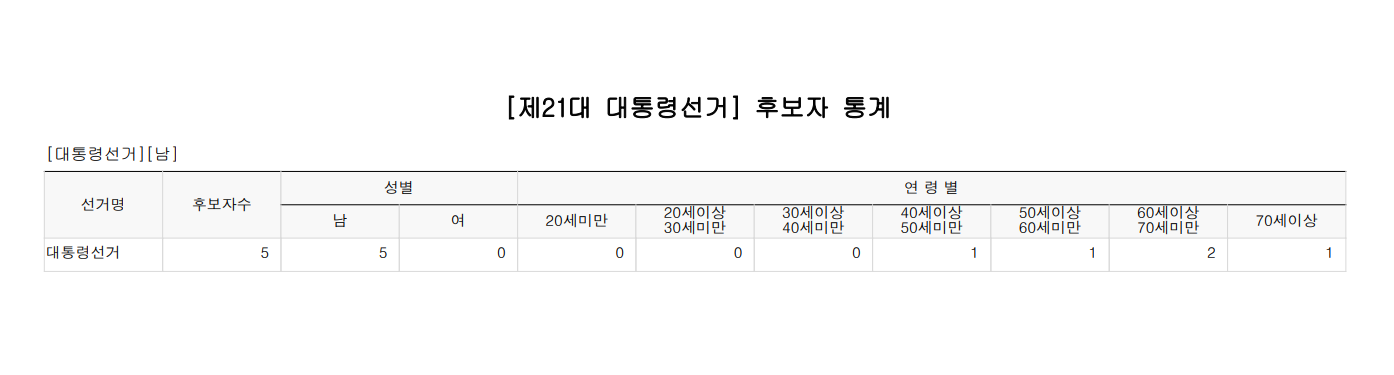 [제21대 대통령선거] 후보자 통계
[대통령선거][남]
선거명 후보자수 성별 연 령 별
남 여 20세미만 20세이상 30세미만 30세이상 40세미만 40세이상 50세미만 50세이상 60세미만 60세이상 70세미만 70세이상
대통령선거 5 5 0 0 0 0 1 1 2 1